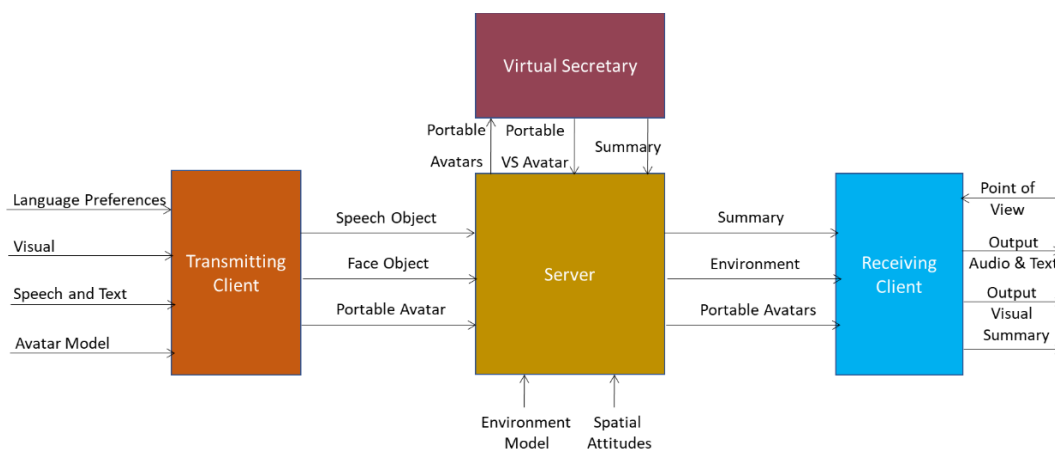 Virtual Secretary
Portable
Avatars
Portable
VS Avatar
Summary
Language Preferences
Visual
Speech and Text
Avatar Model
Transmitting
Client
Speech Object
Face Object
Portable Avatar
Server
Summary
Environment
Portable Avatars
Receiving
Client
Point of
View
Output
Audio & Text
Output
Visual
Summary
Environment
Model
Spatial
Attitudes